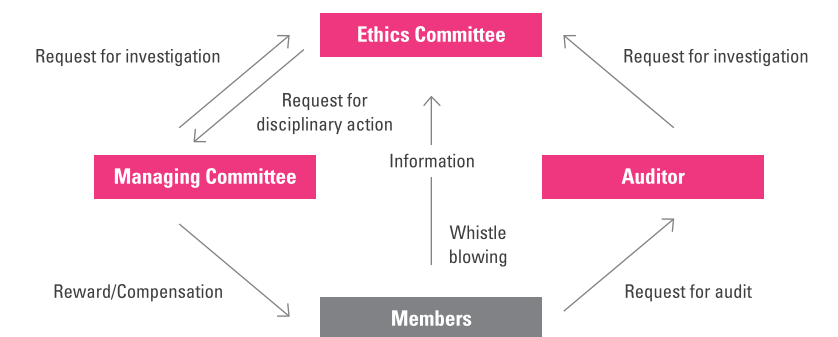 Ethics Committee
Request for investigation
Request for investigation
Request for
disciplinary action
Managing Committee
Information
Auditor
Whistle
blowing
Reward/Compensation
Request for audit
Members